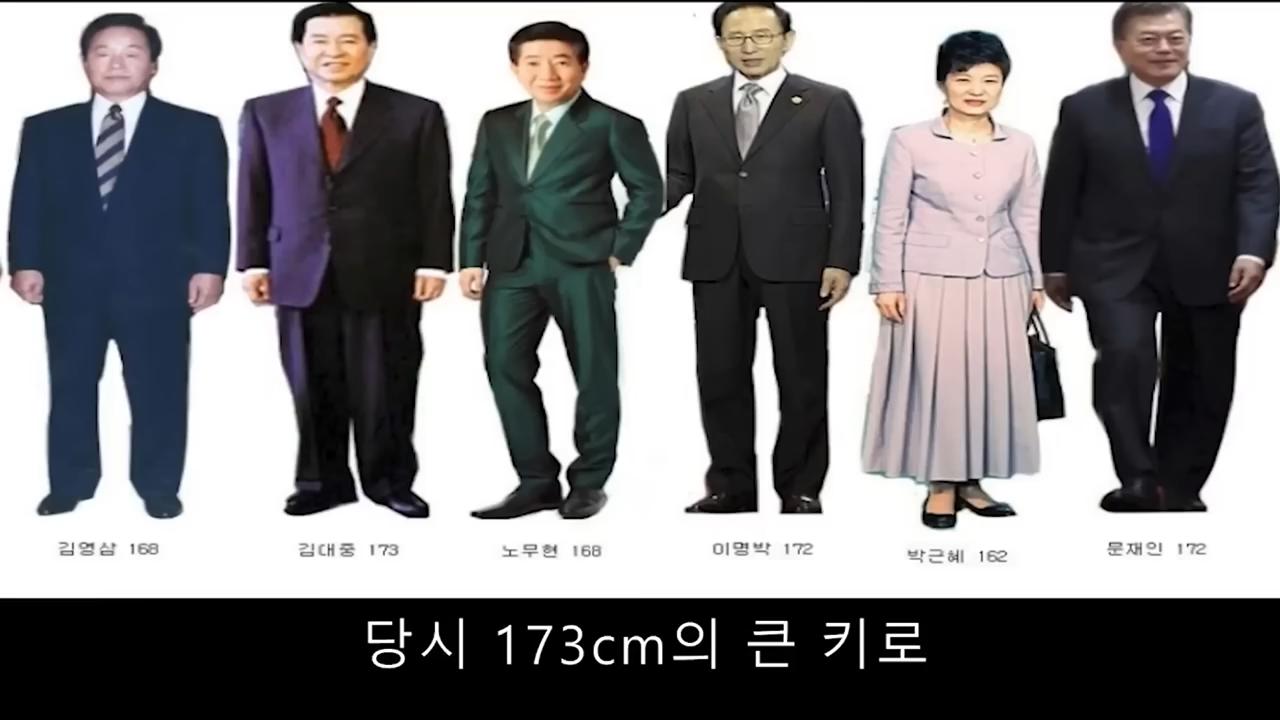 김영삼 168
김대중 173
노무현 168
이명박 172
박근혜 162
문재인 172
당시 173cm의 큰 키로